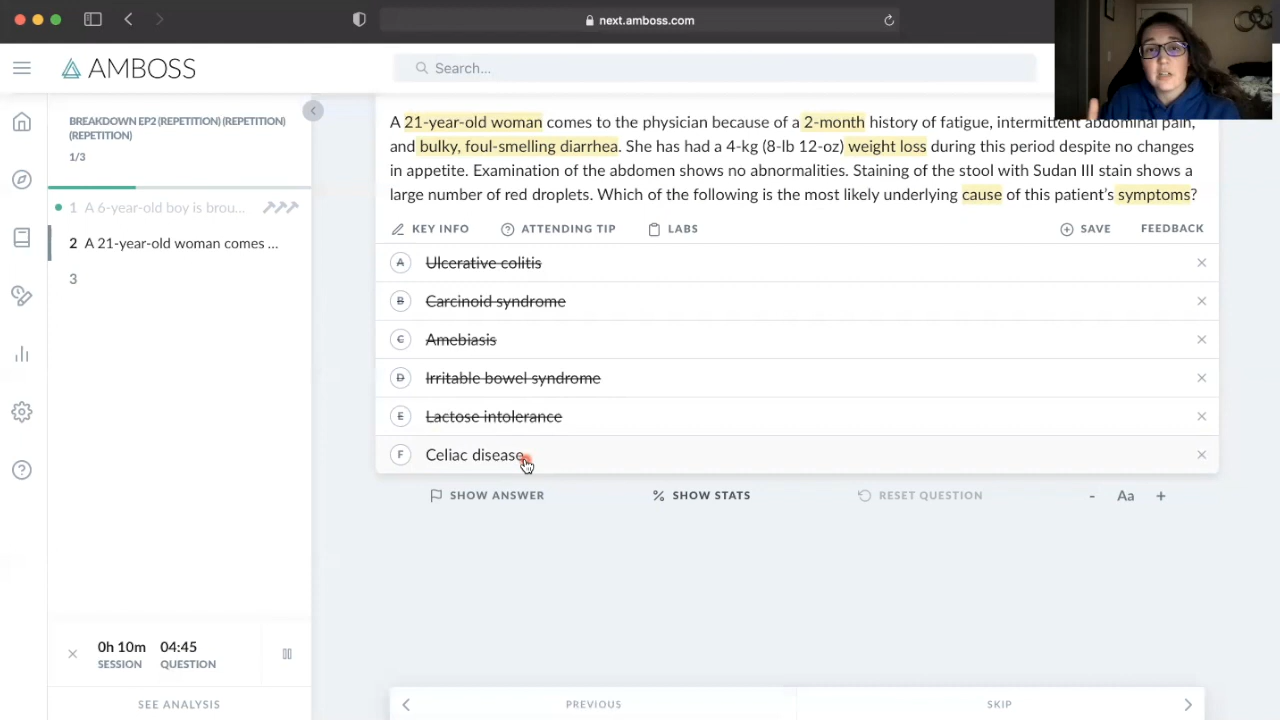 next.amboss.com
AMBOSS
Search...
BREAKDOWN EP2 (REPETITION) (REPETITION)
(REPETITION)
1/3
1 A 6-year-old boy is brou...
2 A 21-year-old woman comes ...
3
A 21-year-old woman comes to the physician because of a 2-month history of fatigue, intermittent abdominal pain,
and bulky, foul-smelling diarrhea. She has had a 4-kg (8-lb 12-oz) weight loss during this period despite no changes
in appetite. Examination of the abdomen shows no abnormalities. Staining of the stool with Sudan III stain shows a
large number of red droplets. Which of the following is the most likely underlying cause of this patient's symptoms?
KEY INFO ATTENDING TIP LABS SAVE FEEDBACK
A Ulcerative colitis
B Carcinoid syndrome
C Amebiasis
D Irritable bowel syndrome
E Lactose intolerance
F Celiac disease
SHOW ANSWER SHOW STATS RESET QUESTION - Aa +
0h 10m 04:45
SESSION QUESTION
SEE ANALYSIS
PREVIOUS SKIP